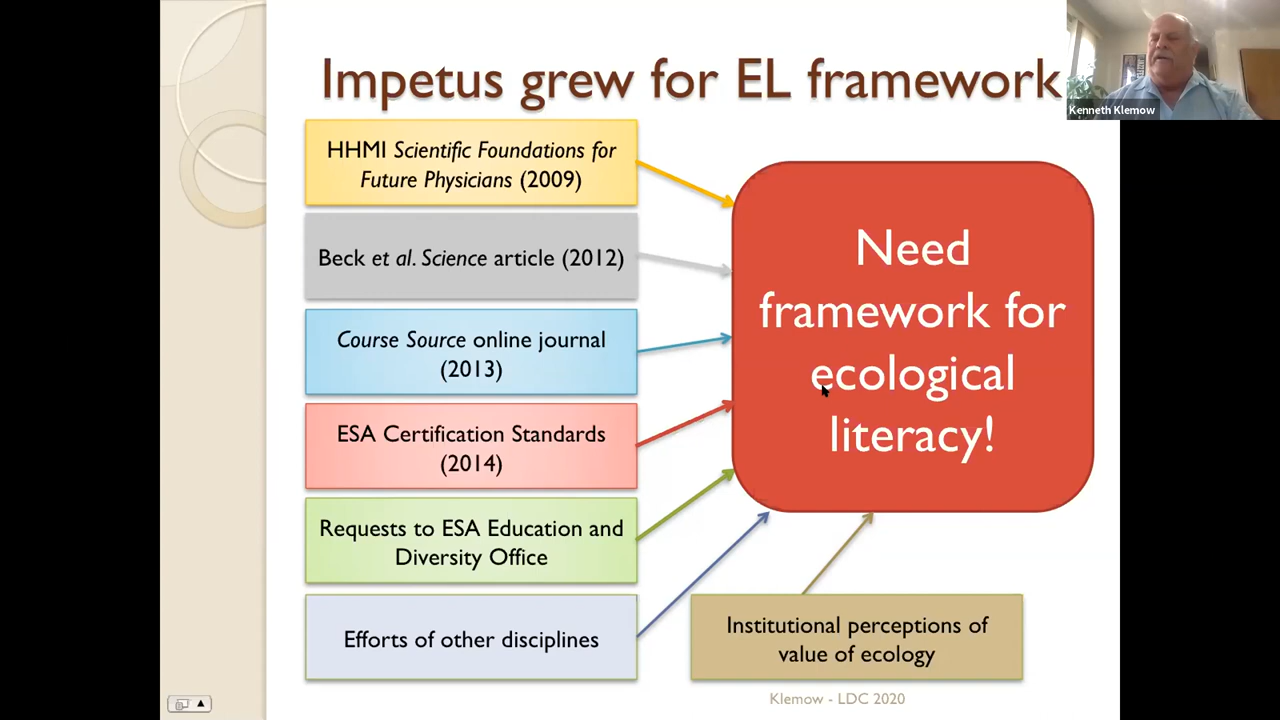 Impetus grew for EL framework
Kenneth Klemow
HHMI Scientific Foundations for
Future Physicians (2009)
Beck et al. Science article (2012)
Course Source online journal
(2013)
ESA Certification Standards
(2014)
Requests to ESA Education and
Diversity Office
Efforts of other disciplines
Need
framework for
ecological
literacy!
Institutional perceptions of
value of ecology
Klemow - LDC 2020